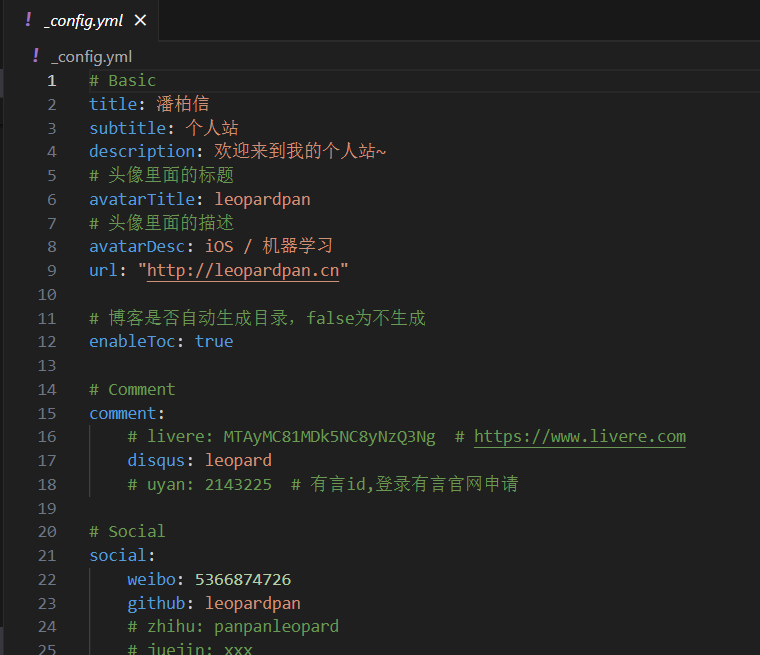 ! _config.yml ×
! _config.yml
1 # Basic
2 title: 潘柏信
3 subtitle: 个人站
4 description: 欢迎来到我的个人站~
5 # 头像里面的标题
6 avatarTitle: leopardpan
7 # 头像里面的描述
8 avatarDesc: iOS / 机器学习
9 url: "http://leopardpan.cn"
10
11 # 博客是否自动生成目录，false为不生成
12 enableToc: true
13
14 # Comment
15 comment:
16 # livere: MTAyMC81MDk5NC8yNzQ3Ng # https://www.livere.com
17 disqus: leopard
18 # uyan: 2143225 # 有言id,登录有言官网申请
19
20 # Social
21 social:
22 weibo: 5366874726
23 github: leopardpan
24 # zhihu: panpanleopard
25 # juejin: xxx